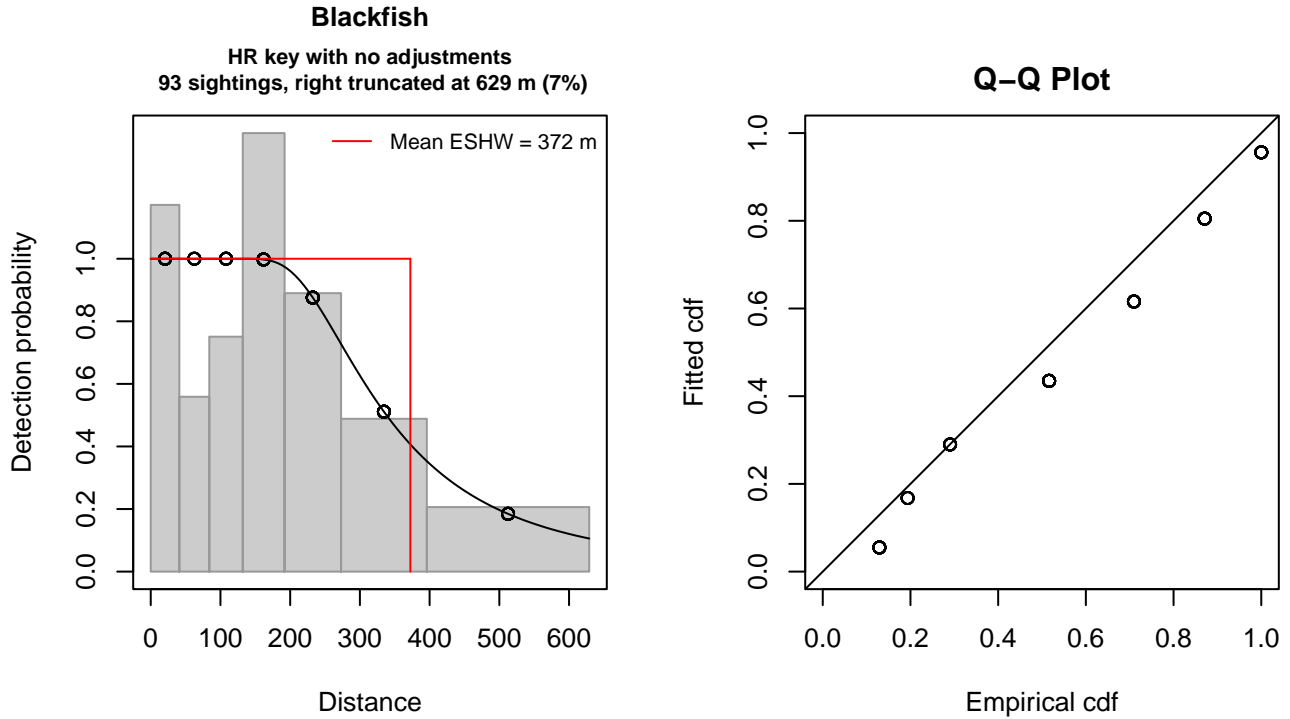 Blackfish
HR key with no adjustments
93 sightings, right truncated at 629 m (7%)
Mean ESHW = 372 m
Detection probability
1.0
0.8
0.6
0.4
0.2
0.0
0 100 200 300 400 500 600
Distance
Q−Q Plot
Fitted cdf
1.0
0.8
0.6
0.4
0.2
0.0
0.0 0.2 0.4 0.6 0.8 1.0
Empirical cdf